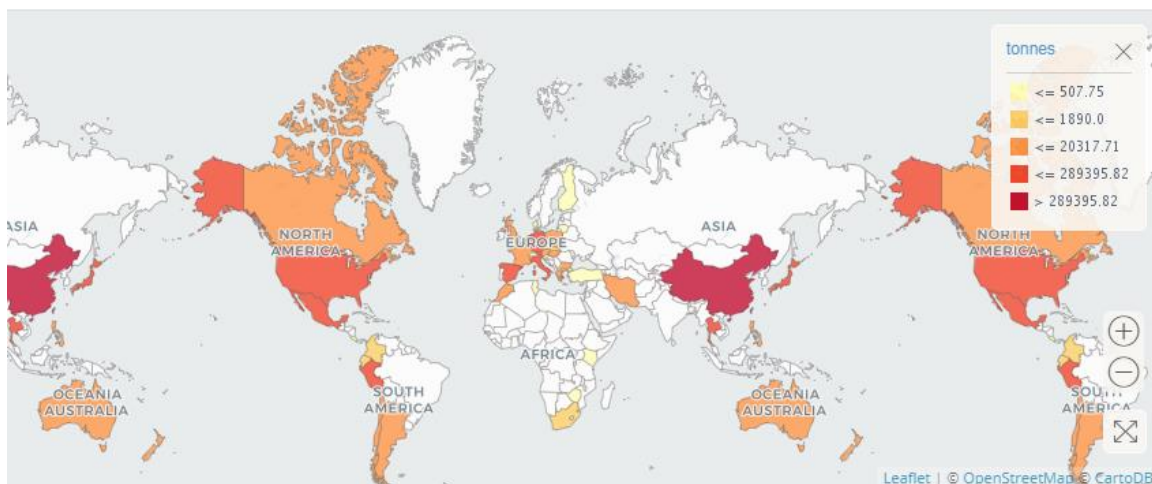 tonnes
<= 507.75
<= 1890.0
<= 20317.71
<= 289395.82
> 289395.82
ASIA
NORTH
AMERICA
EUROPE
ASIA
NORTH
AMERICA
AFRICA
SOUTH
AMERICA
OCEANIA
AUSTRALIA
OCEANIA
AUSTRALIA
AMERICA
Leaflet | © OpenStreetMap © CartoDB